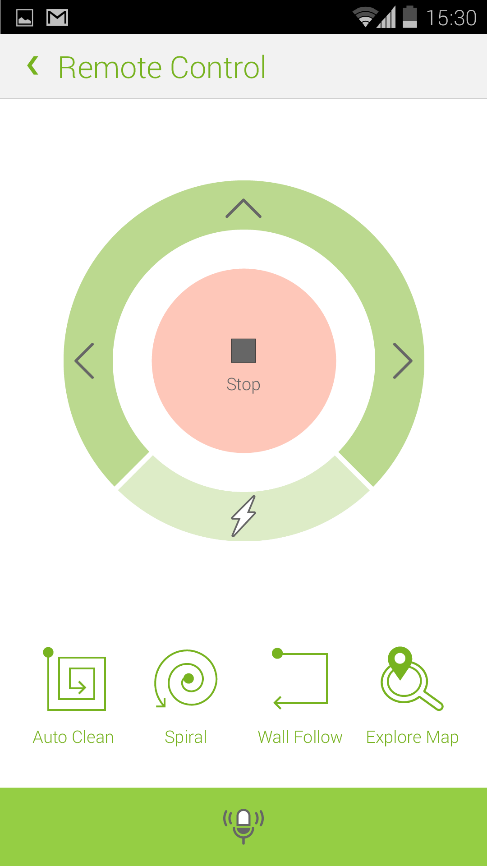 15:30
Remote Control
Stop
Auto Clean
Spiral
Wall Follow
Explore Map